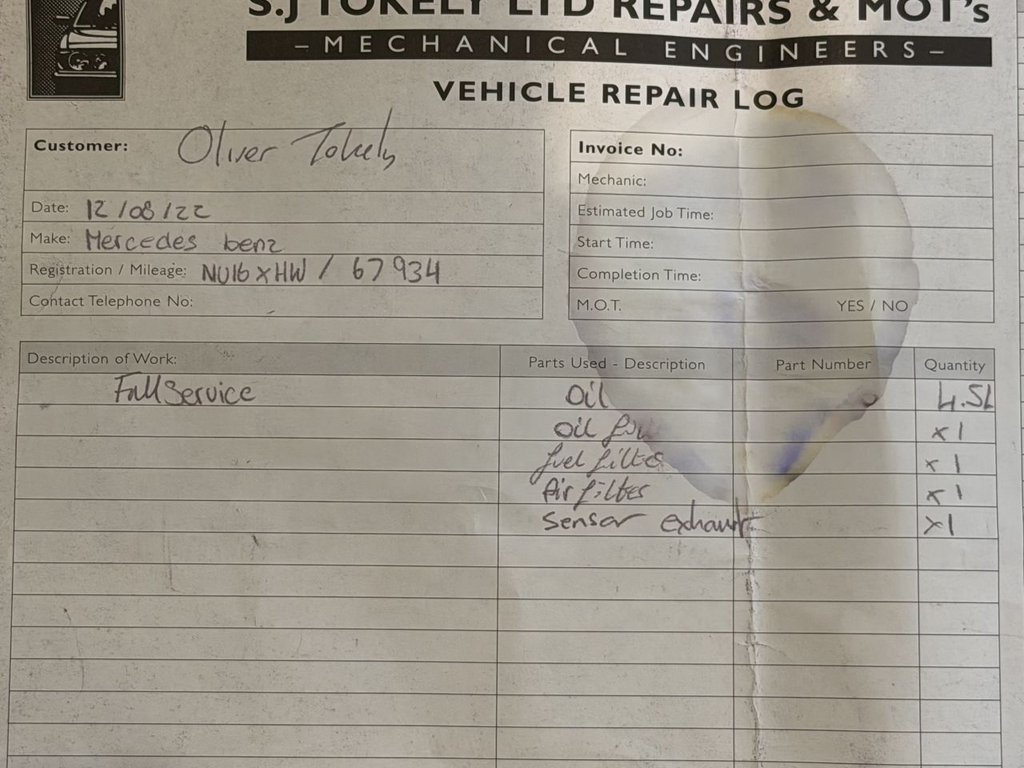 S.J TOKELY LTD REPAIRS & MOT's
–MECHANICAL ENGINEERS–
VEHICLE REPAIR LOG
Customer: Oliver Tokely
Date: 12/08/22
Make: Mercedes benz
Registration / Mileage: NU16XHW / 67934
Contact Telephone No:
Invoice No:
Mechanic:
Estimated Job Time:
Start Time:
Completion Time:
M.O.T. YES / NO
Description of Work: Parts Used - Description Part Number Quantity
Full Service Oil 4.5L
Oil x1
fuel filter x1
Air filter x1
Sensor exhaust x1